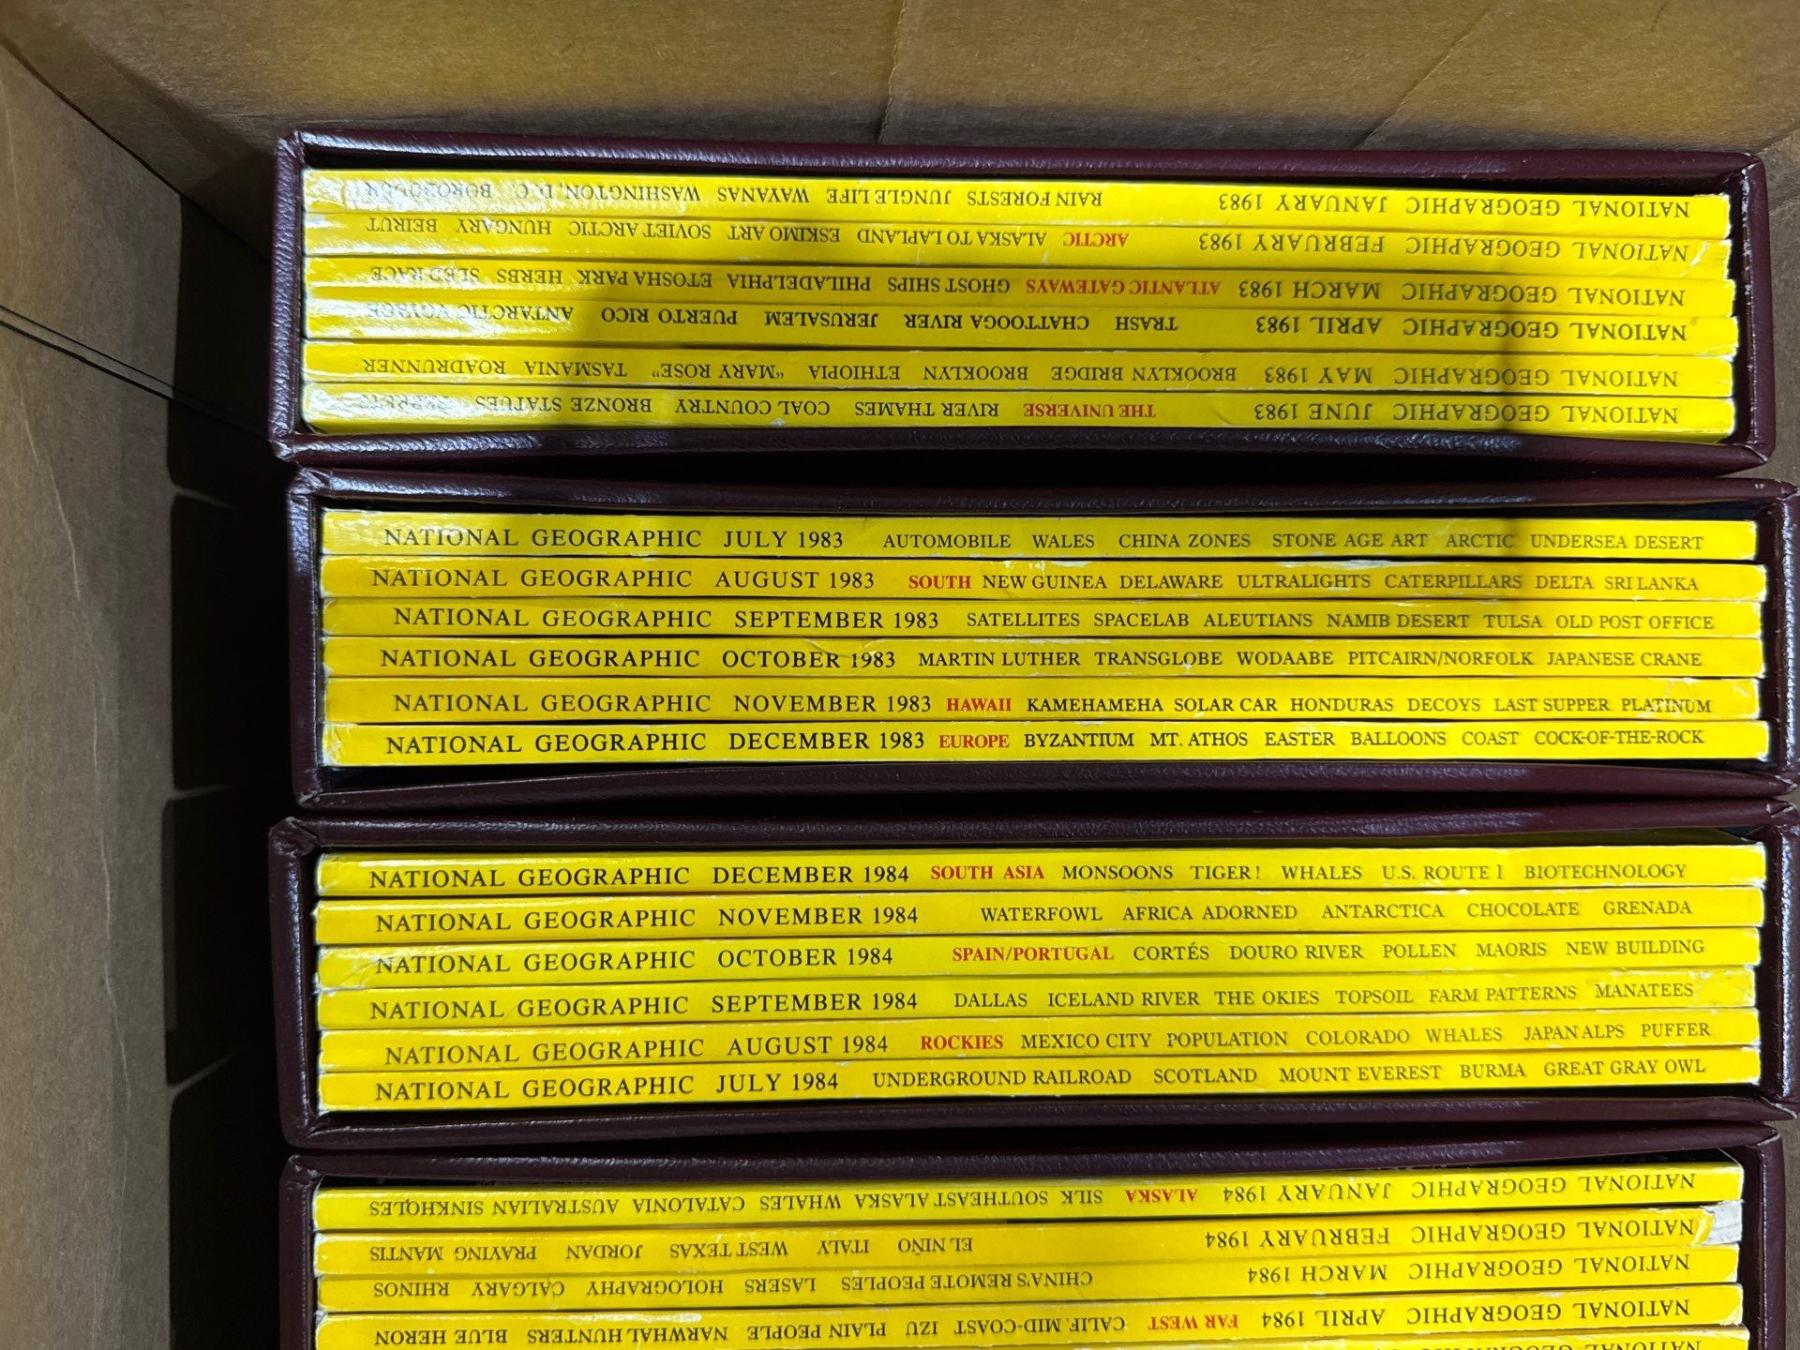 NATIONAL GEOGRAPHIC JANUARY 1983 RAIN FORESTS JUNGLE LIFE WAYANAS WASHINGTON, D.C. BOROBUDUR
NATIONAL GEOGRAPHIC FEBRUARY 1983 ARCTIC ALASKA TO LAPLAND ESKIMO ART SOVIET ARCTIC HUNGARY BEIRUT
NATIONAL GEOGRAPHIC MARCH 1983 ATLANTIC GATEWAYS GHOST SHIPS PHILADELPHIA ETOSHA PARK HERBS SLED RACE
NATIONAL GEOGRAPHIC APRIL 1983 TRASH CHATTOOGA RIVER JERUSALEM PUERTO RICO ANTARCTIC VOYAGE
NATIONAL GEOGRAPHIC MAY 1983 BROOKLYN BRIDGE BROOKLYN ETHIOPIA "MARY ROSE" TASMANIA ROADRUNNER
NATIONAL GEOGRAPHIC JUNE 1983 THE UNIVERSE RIVER THAMES COAL COUNTRY BRONZE STATUES
NATIONAL GEOGRAPHIC JULY 1983 AUTOMOBILE WALES CHINA ZONES STONE AGE ART ARCTIC UNDERSEA DESERT
NATIONAL GEOGRAPHIC AUGUST 1983 SOUTH NEW GUINEA DELAWARE ULTRALIGHTS CATERPILLARS DELTA SRI LANKA
NATIONAL GEOGRAPHIC SEPTEMBER 1983 SATELLITES SPACELAB ALEUTIANS NAMIB DESERT TULSA OLD POST OFFICE
NATIONAL GEOGRAPHIC OCTOBER 1983 MARTIN LUTHER TRANSGLOBE WODAABE PITCAIRN/NORFOLK JAPANESE CRANE
NATIONAL GEOGRAPHIC NOVEMBER 1983 HAWAII KAMEHAMEHA SOLAR CAR HONDURAS DECOYS LAST SUPPER PLATINUM
NATIONAL GEOGRAPHIC DECEMBER 1983 EUROPE BYZANTIUM MT. ATHOS EASTER BALLOONS COAST COCK-OF-THE-ROCK
NATIONAL GEOGRAPHIC DECEMBER 1984 SOUTH ASIA MONSOONS TIGER! WHALES U.S. ROUTE 1 BIOTECHNOLOGY
NATIONAL GEOGRAPHIC NOVEMBER 1984 WATERFOWL AFRICA ADORNED ANTARCTICA CHOCOLATE GRENADA
NATIONAL GEOGRAPHIC OCTOBER 1984 SPAIN/PORTUGAL CORTÉS DOURO RIVER POLLEN MAORIS NEW BUILDING
NATIONAL GEOGRAPHIC SEPTEMBER 1984 DALLAS ICELAND RIVER THE OKIES TOPSOIL FARM PATTERNS MANATEES
NATIONAL GEOGRAPHIC AUGUST 1984 ROCKIES MEXICO CITY POPULATION COLORADO WHALES JAPAN ALPS PUFFER
NATIONAL GEOGRAPHIC JULY 1984 UNDERGROUND RAILROAD SCOTLAND MOUNT EVEREST BURMA GREAT GRAY OWL
NATIONAL GEOGRAPHIC JANUARY 1984 ALASKA SILK SOUTHEAST ALASKA WHALES CATALONIA AUSTRALIAN SINKHOLES
NATIONAL GEOGRAPHIC FEBRUARY 1984 EL NIÑO ITALY WEST TEXAS JORDAN PRAYING MANTIS
NATIONAL GEOGRAPHIC MARCH 1984 CHINA'S REMOTE PEOPLES LASERS HOLOGRAPHY CALGARY RHINOS
NATIONAL GEOGRAPHIC APRIL 1984 FAR WEST CALIF. MID-COAST IZU PLAIN PEOPLE NARWHAL HUNTERS BLUE HERON